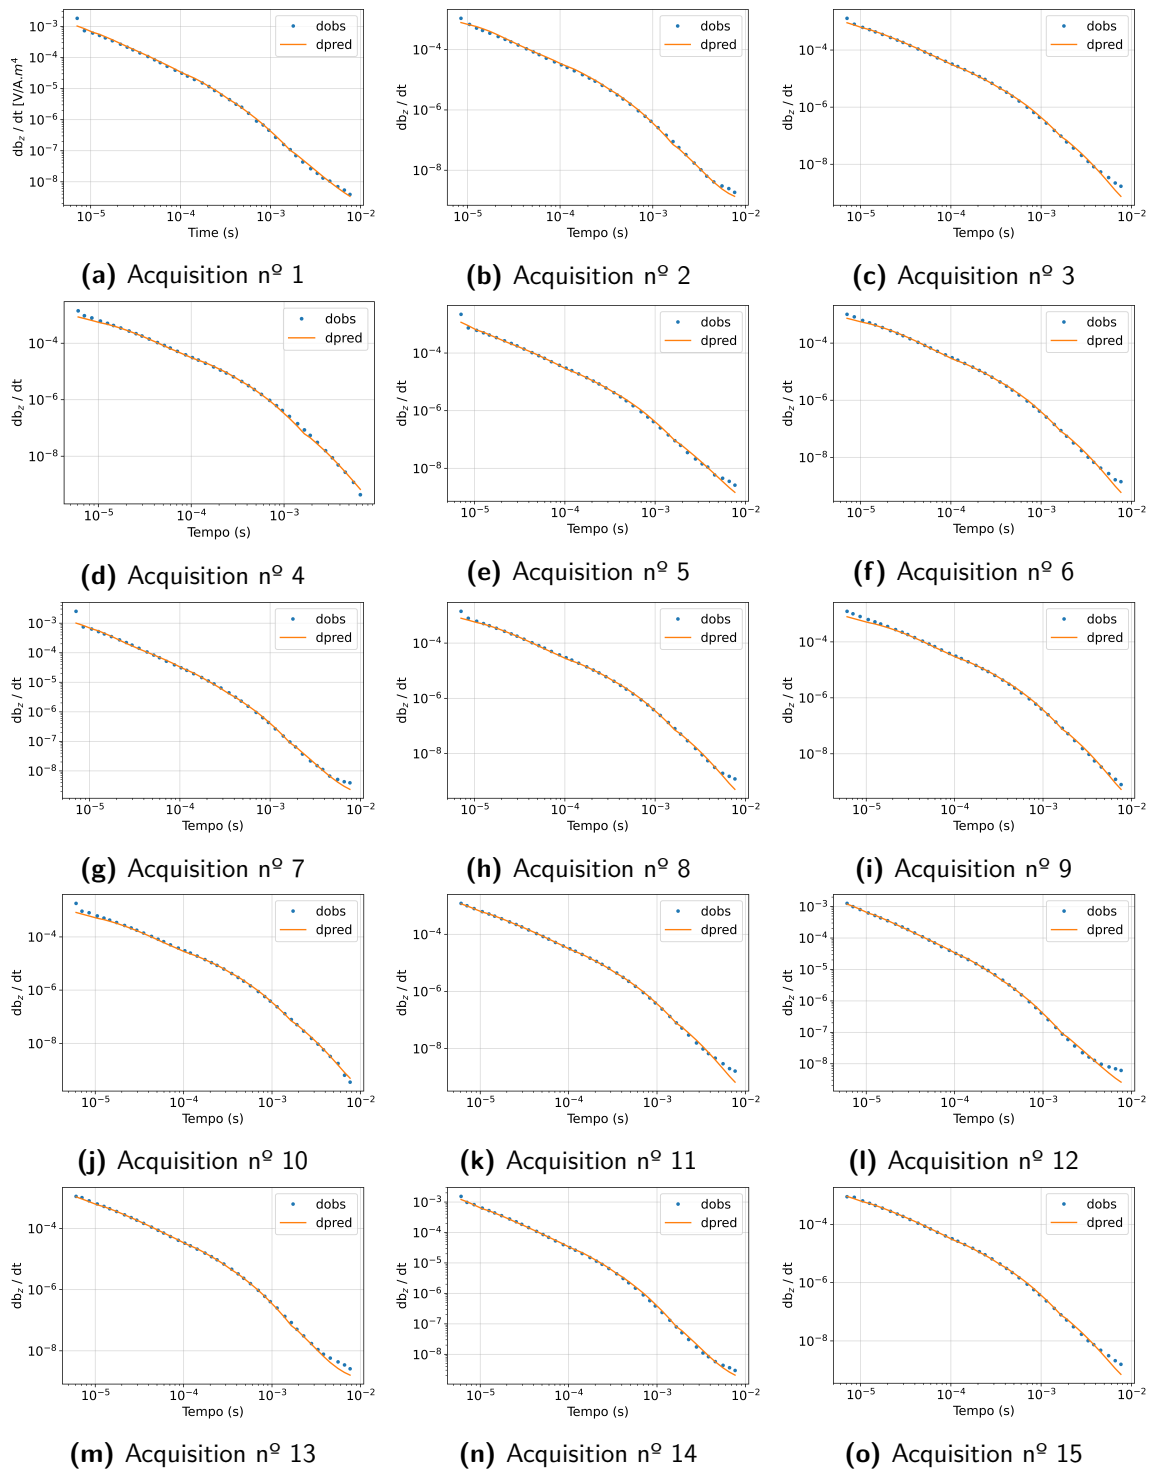 10⁻³
10⁻⁴
10⁻⁵
10⁻⁶
10⁻⁷
10⁻⁸
db_z / dt [V/A.m⁴
dobs
dpred
10⁻⁵ 10⁻⁴ 10⁻³ 10⁻²
Time (s)
(a) Acquisition nº 1
10⁻⁴
10⁻⁶
10⁻⁸
db_z / dt
dobs
dpred
10⁻⁵ 10⁻⁴ 10⁻³ 10⁻²
Tempo (s)
(b) Acquisition nº 2
10⁻⁴
10⁻⁶
10⁻⁸
db_z / dt
dobs
dpred
10⁻⁵ 10⁻⁴ 10⁻³ 10⁻²
Tempo (s)
(c) Acquisition nº 3
10⁻⁴
10⁻⁶
10⁻⁸
db_z / dt
dobs
dpred
10⁻⁵ 10⁻⁴ 10⁻³
Tempo (s)
(d) Acquisition nº 4
10⁻⁴
10⁻⁶
10⁻⁸
db_z / dt
dobs
dpred
10⁻⁵ 10⁻⁴ 10⁻³ 10⁻²
Tempo (s)
(e) Acquisition nº 5
10⁻⁴
10⁻⁶
10⁻⁸
db_z / dt
dobs
dpred
10⁻⁵ 10⁻⁴ 10⁻³ 10⁻²
Tempo (s)
(f) Acquisition nº 6
10⁻³
10⁻⁴
10⁻⁵
10⁻⁶
10⁻⁷
10⁻⁸
db_z / dt
dobs
dpred
10⁻⁵ 10⁻⁴ 10⁻³ 10⁻²
Tempo (s)
(g) Acquisition nº 7
10⁻⁴
10⁻⁶
10⁻⁸
db_z / dt
dobs
dpred
10⁻⁵ 10⁻⁴ 10⁻³ 10⁻²
Tempo (s)
(h) Acquisition nº 8
10⁻⁴
10⁻⁶
10⁻⁸
db_z / dt
dobs
dpred
10⁻⁵ 10⁻⁴ 10⁻³ 10⁻²
Tempo (s)
(i) Acquisition nº 9
10⁻⁴
10⁻⁶
10⁻⁸
db_z / dt
dobs
dpred
10⁻⁵ 10⁻⁴ 10⁻³ 10⁻²
Tempo (s)
(j) Acquisition nº 10
10⁻⁴
10⁻⁶
10⁻⁸
db_z / dt
dobs
dpred
10⁻⁵ 10⁻⁴ 10⁻³ 10⁻²
Tempo (s)
(k) Acquisition nº 11
10⁻³
10⁻⁴
10⁻⁵
10⁻⁶
10⁻⁷
10⁻⁸
db_z / dt
dobs
dpred
10⁻⁵ 10⁻⁴ 10⁻³ 10⁻²
Tempo (s)
(l) Acquisition nº 12
10⁻⁴
10⁻⁶
10⁻⁸
db_z / dt
dobs
dpred
10⁻⁵ 10⁻⁴ 10⁻³ 10⁻²
Tempo (s)
(m) Acquisition nº 13
10⁻³
10⁻⁴
10⁻⁵
10⁻⁶
10⁻⁷
10⁻⁸
db_z / dt
dobs
dpred
10⁻⁵ 10⁻⁴ 10⁻³ 10⁻²
Tempo (s)
(n) Acquisition nº 14
10⁻⁴
10⁻⁶
10⁻⁸
db_z / dt
dobs
dpred
10⁻⁵ 10⁻⁴ 10⁻³ 10⁻²
Tempo (s)
(o) Acquisition nº 15